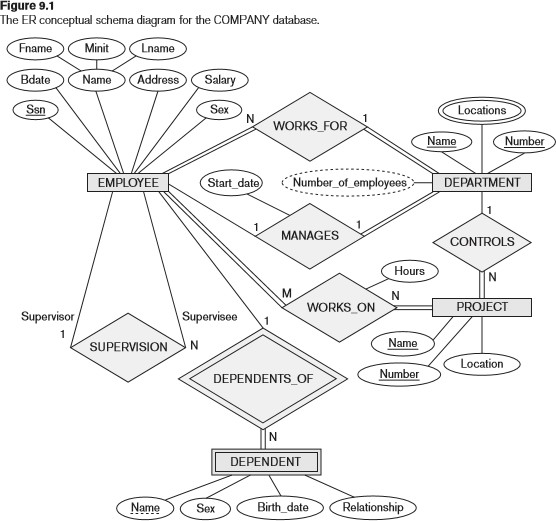 Figure 9.1
The ER conceptual schema diagram for the COMPANY database.
Fname
Minit
Lname
Bdate
Name
Address
Salary
Ssn
Sex
N
WORKS_FOR
1
Locations
Name
Number
EMPLOYEE
Start_date
Number_of_employees
DEPARTMENT
1
MANAGES
1
1
CONTROLS
N
Hours
M
WORKS_ON
N
PROJECT
Name
Number
Location
Supervisor
1
SUPERVISION
Supervisee
N
1
DEPENDENTS_OF
N
DEPENDENT
Name
Sex
Birth_date
Relationship